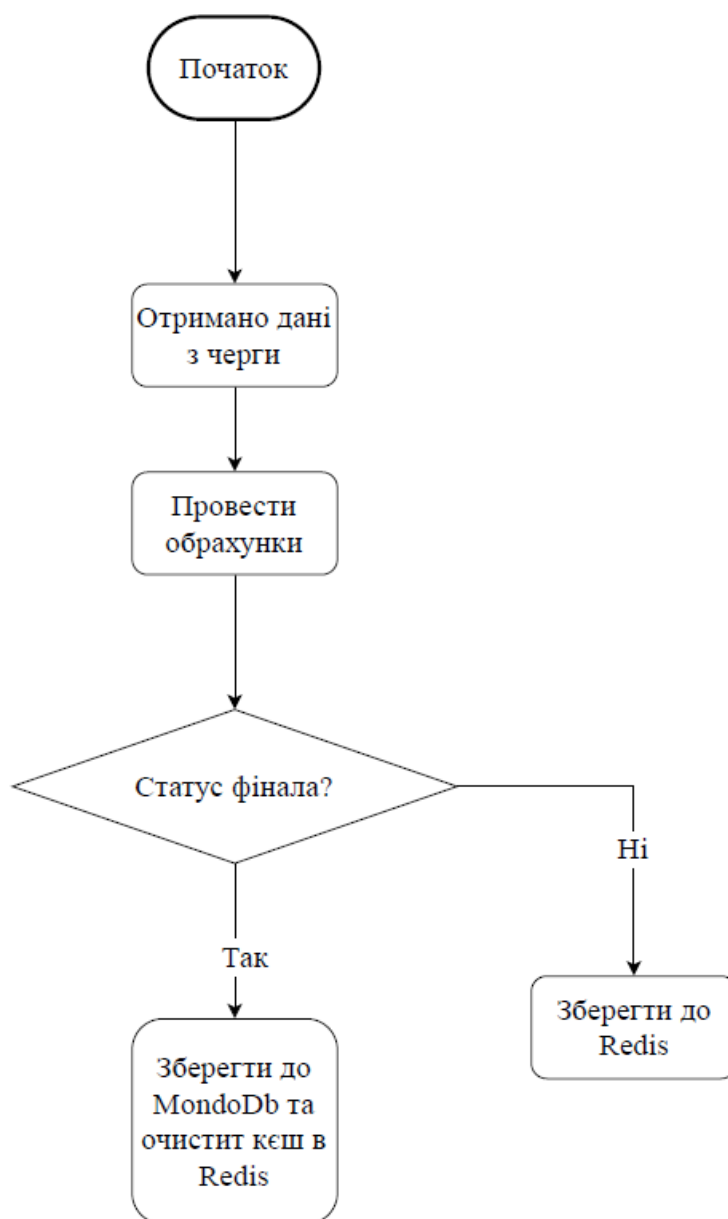 Початок
Отримано дані
з черги
Провести
обрахунки
Статус фінала?
Ні
Так
Зберегти до
Redis
Зберегти до
MondoDb та
очистит кєш в
Redis